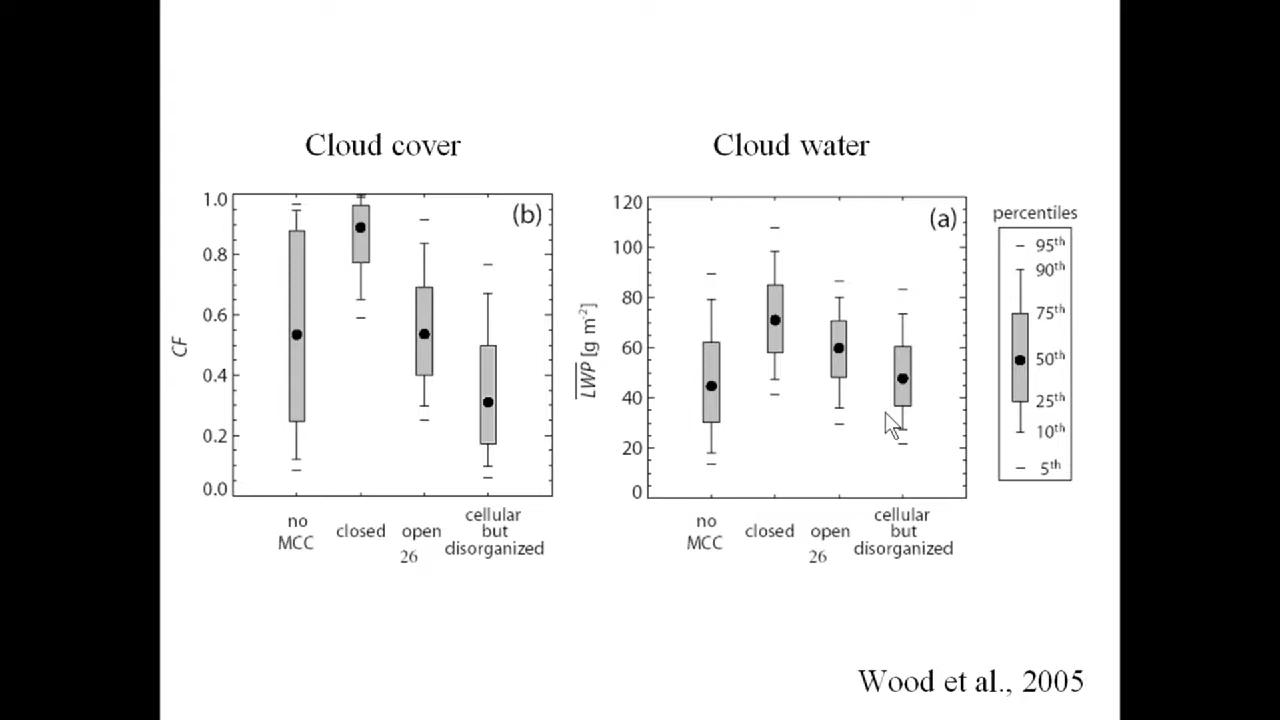 Cloud cover
Cloud water
1.0
0.8
0.6
0.4
0.2
0.0
CF
(b)
no
MCC
closed
open
26
cellular
but
disorganized
120
100
80
60
40
20
0
LWP [g m-2]
(a)
no
MCC
closed
open
26
cellular
but
disorganized
percentiles
95th
90th
75th
50th
25th
10th
5th
Wood et al., 2005